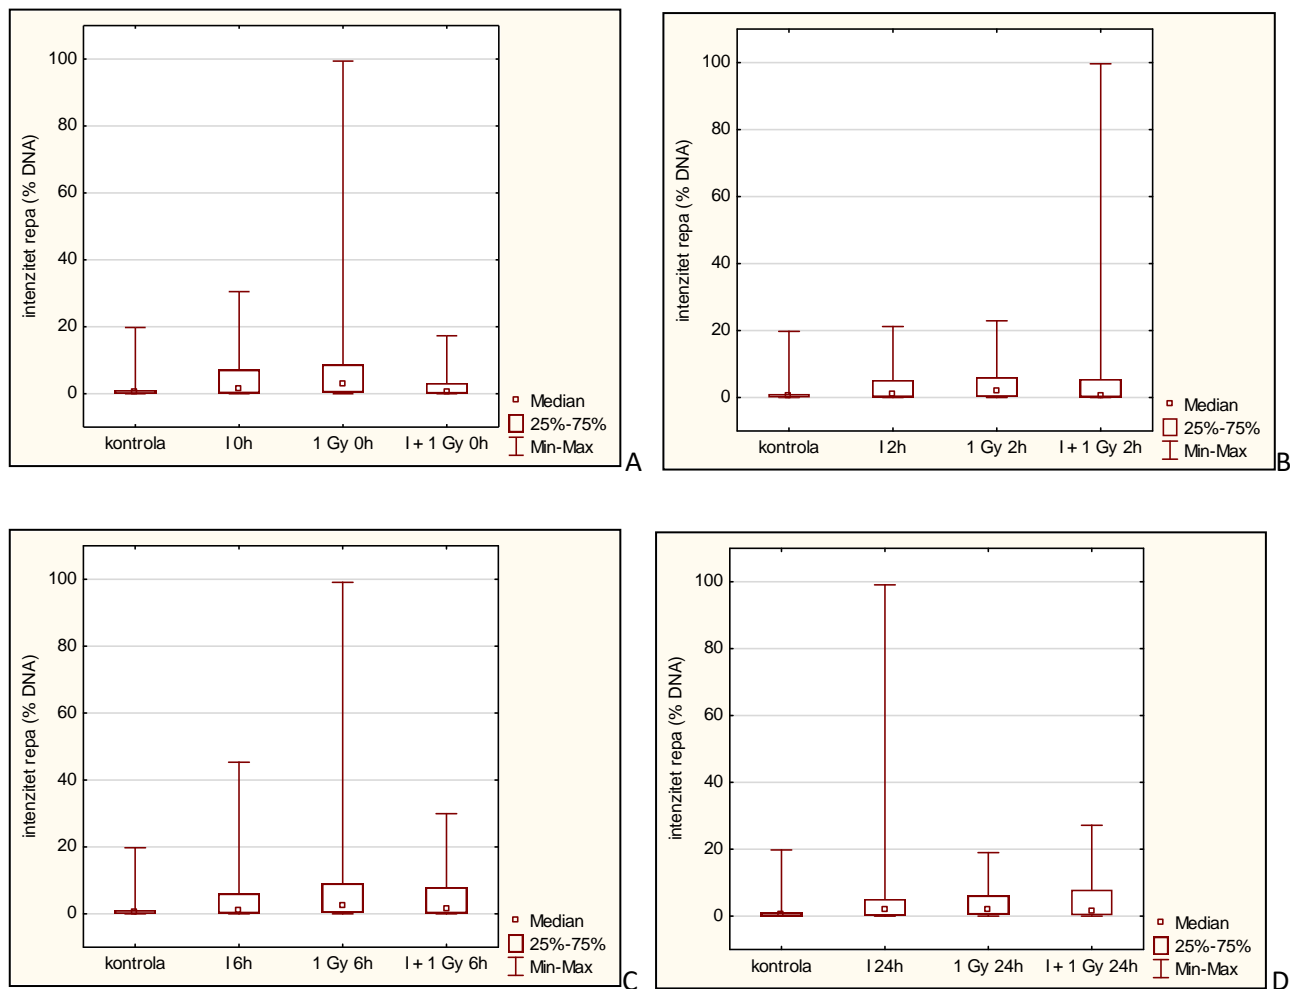 intenzitet repa (% DNA)
100
80
60
40
20
0
kontrola
I 0h
1 Gy 0h
I + 1 Gy 0h
Median
25%-75%
Min-Max
A
intenzitet repa (% DNA)
100
80
60
40
20
0
kontrola
I 2h
1 Gy 2h
I + 1 Gy 2h
Median
25%-75%
Min-Max
B
intenzitet repa (% DNA)
100
80
60
40
20
0
kontrola
I 6h
1 Gy 6h
I + 1 Gy 6h
Median
25%-75%
Min-Max
C
intenzitet repa (% DNA)
100
80
60
40
20
0
kontrola
I 24h
1 Gy 24h
I + 1 Gy 24h
Median
25%-75%
Min-Max
D